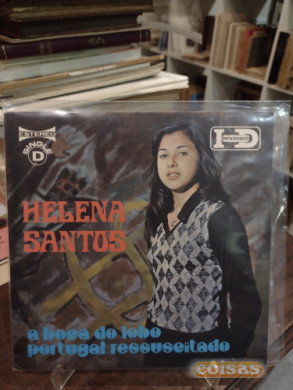 ESTEREO
SINGLE
D
HELENA
SANTOS
a boca do lobo
portugal ressuscitado
coisas